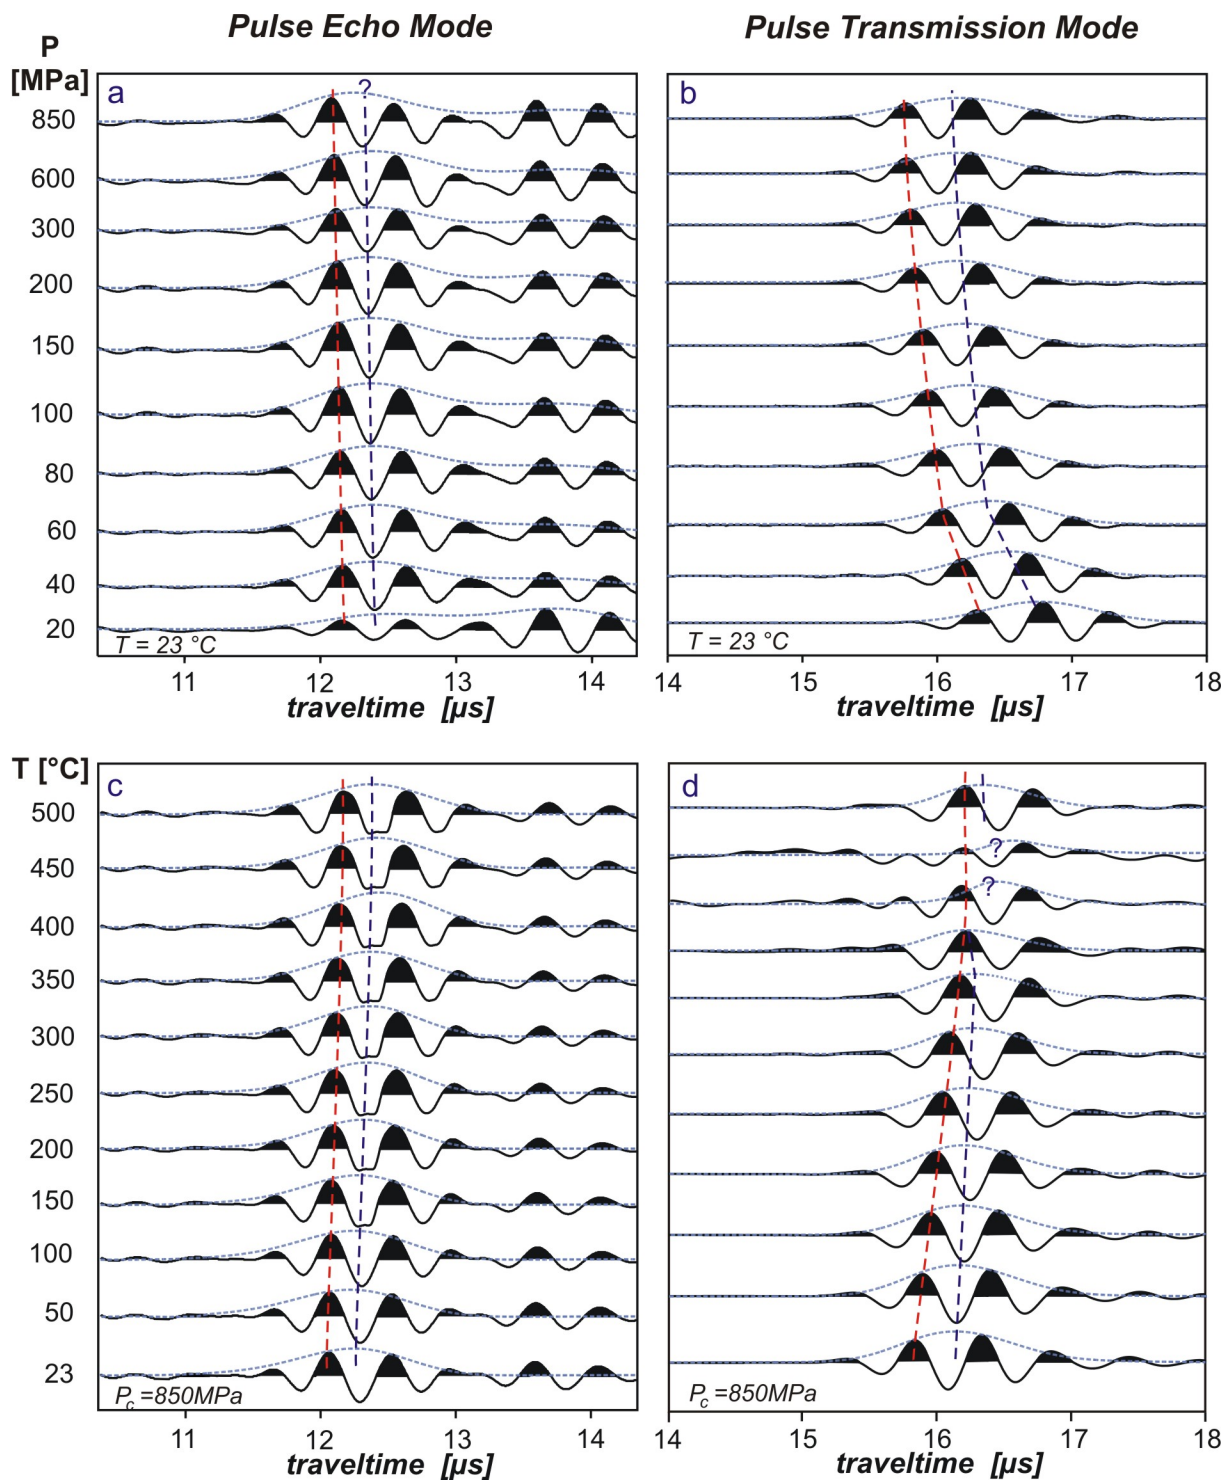 Pulse Echo Mode
Pulse Transmission Mode
P
[MPa]
a
?
b
850
600
300
200
150
100
80
60
40
20
T = 23 °C
T = 23 °C
11 12 13 14
14 15 16 17 18
traveltime [µs]
traveltime [µs]
T [°C]
c
d
500
450
?
400
?
350
300
250
200
150
100
50
23
Pc =850MPa
Pc =850MPa
11 12 13 14
14 15 16 17 18
traveltime [µs]
traveltime [µs]